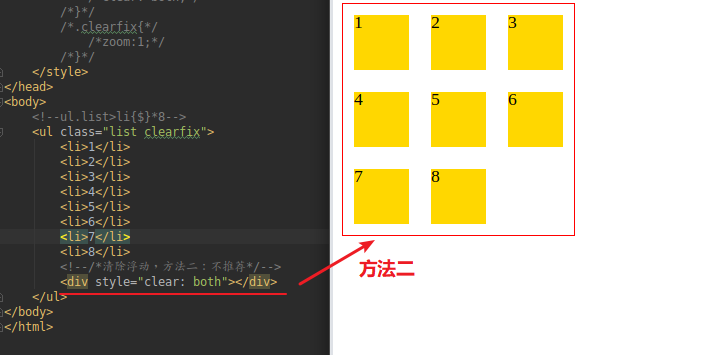 /*}*/
/*.clearfix{*/
/*zoom:1;*/
/*}*/
</style>
</head>
<body>
<!--ul.list>li{$}*8-->
<ul class="list clearfix">
<li>1</li>
<li>2</li>
<li>3</li>
<li>4</li>
<li>5</li>
<li>6</li>
<li>7</li>
<li>8</li>
<!--/*清除浮动，方法二：不推荐*/-->
<div style="clear: both"></div>
</ul>
</body>
</html>
1 2 3
4 5 6
7 8
方法二